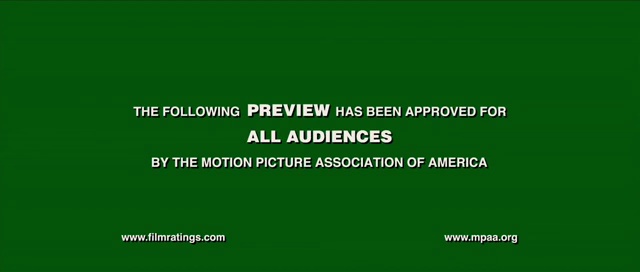 THE FOLLOWING PREVIEW HAS BEEN APPROVED FOR
ALL AUDIENCES
BY THE MOTION PICTURE ASSOCIATION OF AMERICA
www.filmratings.com www.mpaa.org